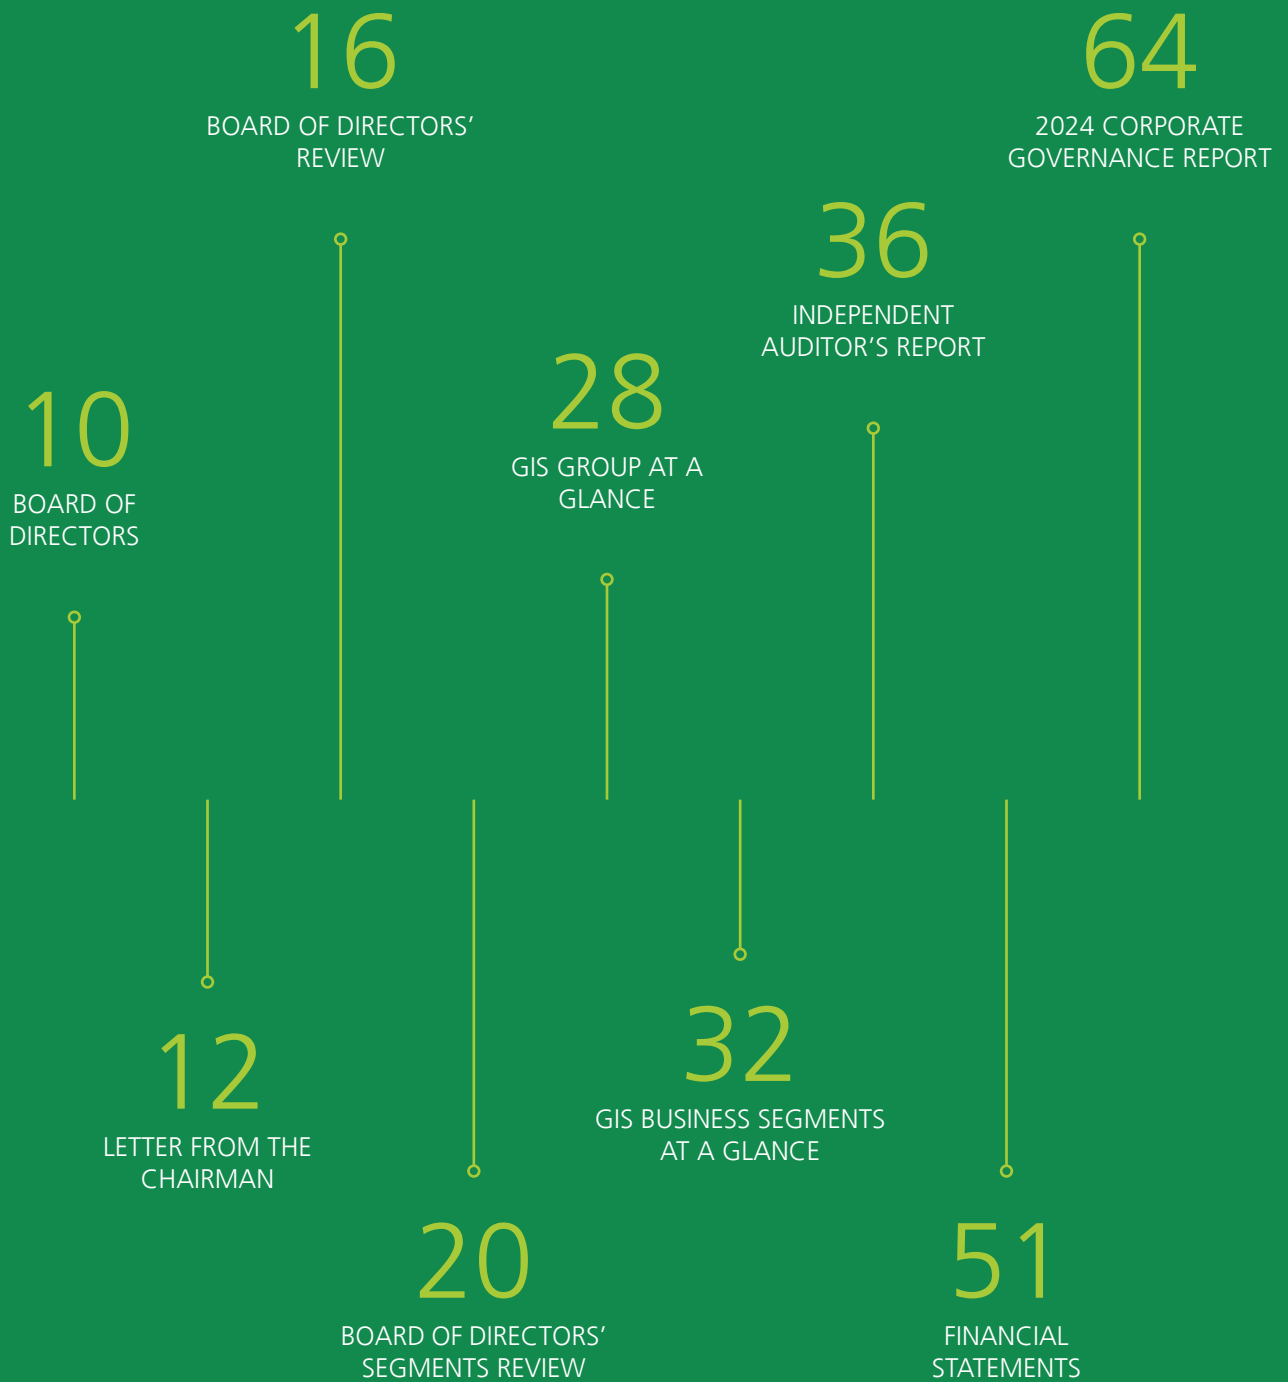 10
BOARD OF
DIRECTORS
12
LETTER FROM THE
CHAIRMAN
16
BOARD OF DIRECTORS’
REVIEW
20
BOARD OF DIRECTORS’
SEGMENTS REVIEW
28
GIS GROUP AT A
GLANCE
32
GIS BUSINESS SEGMENTS
AT A GLANCE
36
INDEPENDENT
AUDITOR’S REPORT
51
FINANCIAL
STATEMENTS
64
2024 CORPORATE
GOVERNANCE REPORT